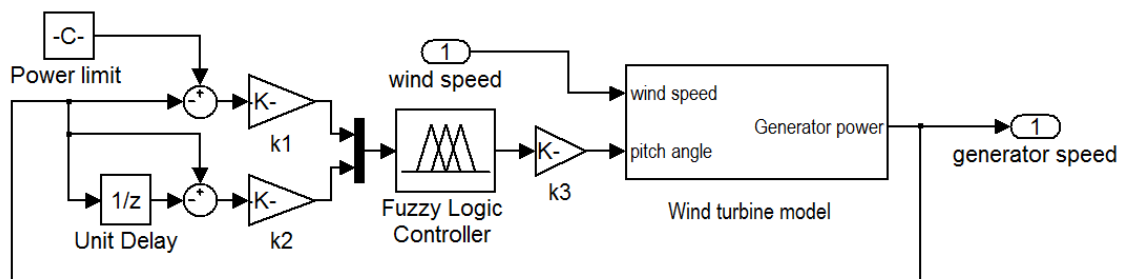 -C-
Power limit
-K-
k1
1
wind speed
wind speed
Generator power
pitch angle
1
generator speed
Fuzzy Logic
Controller
K-
k3
Wind turbine model
1/z
Unit Delay
-K-
k2